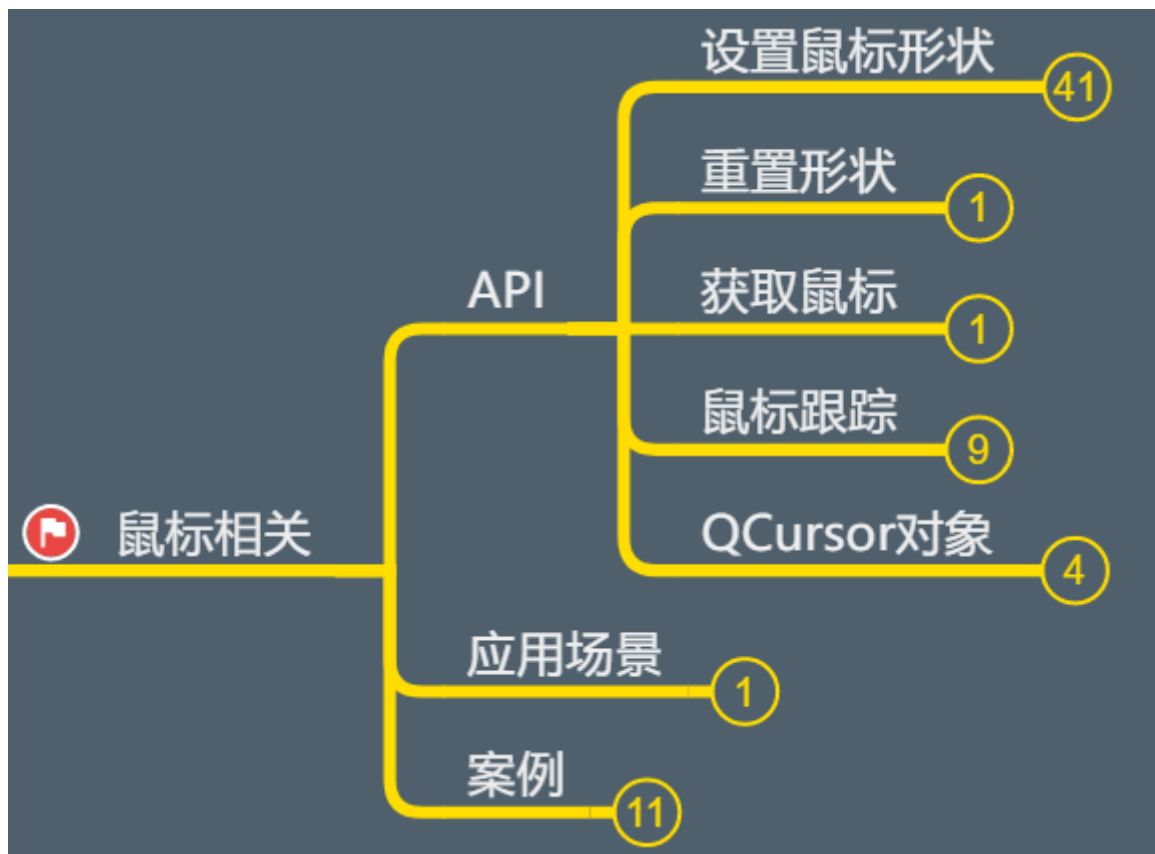 设置鼠标形状
41
重置形状
1
API
获取鼠标
1
鼠标跟踪
9
鼠标相关
QCursor对象
4
应用场景
1
案例
11